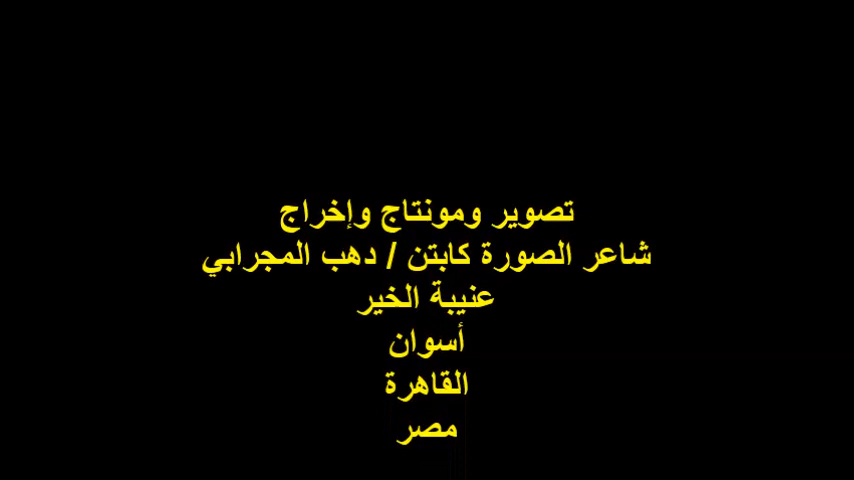 تصوير ومونتاج وإخراج
شاعر الصورة كابتن / دهب المجرابي
عنيبة الخير
أسوان
القاهرة
مصر